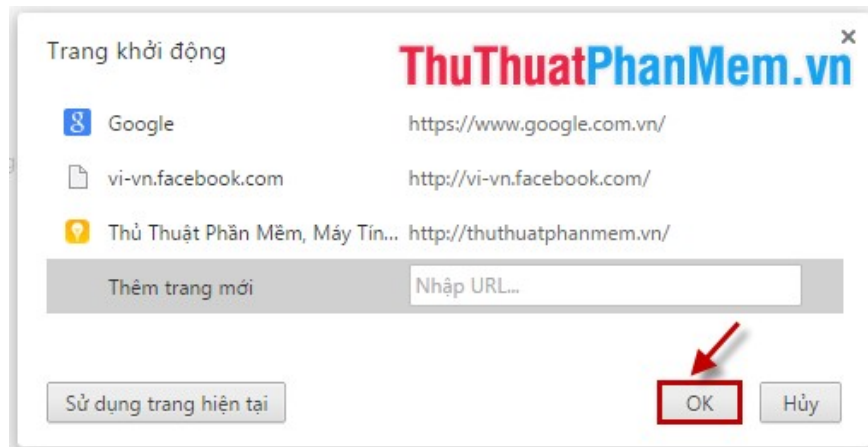 Trang khởi động
ThuThuatPhanMem.vn
Google https://www.google.com.vn/
vi-vn.facebook.com http://vi-vn.facebook.com/
Thủ Thuật Phần Mềm, Máy Tín... http://thuthuatphanmem.vn/
Thêm trang mới Nhập URL...
Sử dụng trang hiện tại OK Hủy